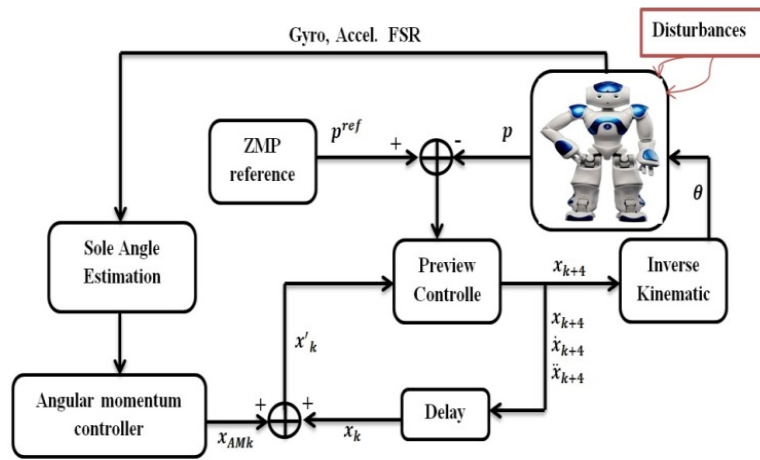 Gyro, Accel. FSR
Disturbances
ZMP
reference
p^{ref}
+
-
p
θ
Sole Angle
Estimation
Preview
Controlle
x_{k+4}
Inverse
Kinematic
x'_k
x_{k+4}
ẋ_{k+4}
ẍ_{k+4}
Angular momentum
controller
x_{AMk}
+
+
x_k
Delay